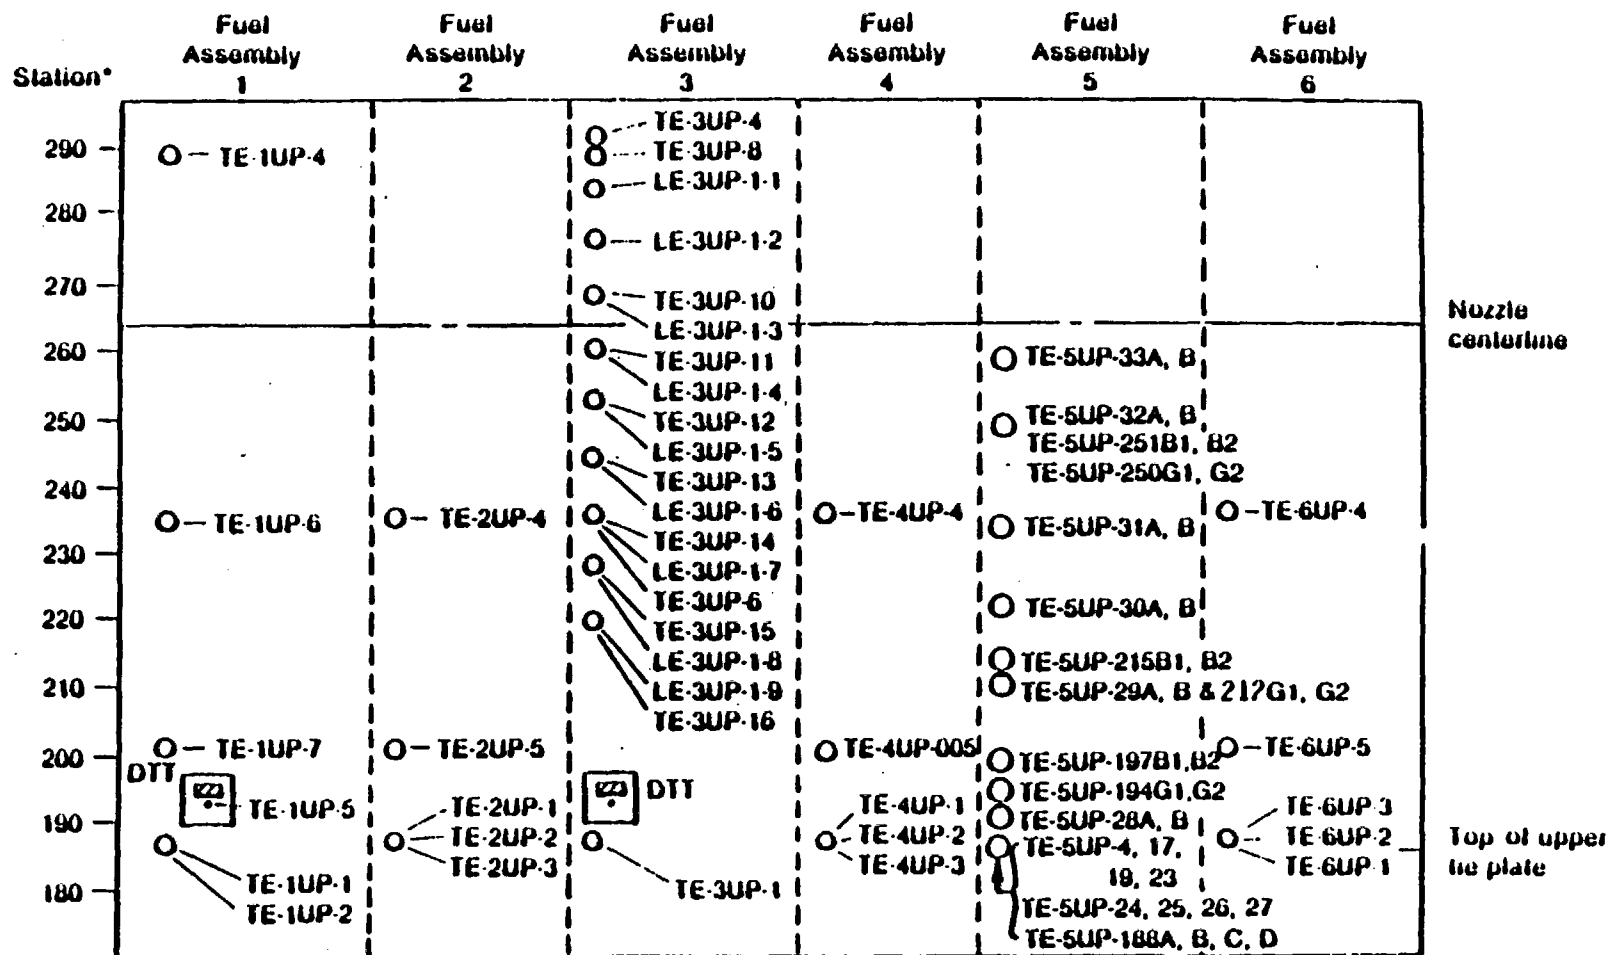 Fuel Assembly 1
Fuel Assembly 2
Fuel Assembly 3
Fuel Assembly 4
Fuel Assembly 5
Fuel Assembly 6
Station*
290
280
270
260
250
240
230
220
210
200
190
180
TE-1UP-4
TE-1UP-6
TE-1UP-7
DTT
TE-1UP-5
TE-1UP-1
TE-1UP-2
TE-2UP-4
TE-2UP-5
TE-2UP-1
TE-2UP-2
TE-2UP-3
TE-3UP-4
TE-3UP-8
LE-3UP-1-1
LE-3UP-1-2
TE-3UP-10
LE-3UP-1-3
TE-3UP-11
LE-3UP-1-4
TE-3UP-12
LE-3UP-1-5
TE-3UP-13
LE-3UP-1-6
TE-3UP-14
LE-3UP-1-7
TE-3UP-6
TE-3UP-15
LE-3UP-1-8
LE-3UP-1-9
TE-3UP-16
DTT
TE-3UP-1
TE-4UP-4
TE-4UP-005
TE-4UP-1
TE-4UP-2
TE-4UP-3
TE-5UP-33A, B
TE-5UP-32A, B
TE-5UP-251B1, B2
TE-5UP-250G1, G2
TE-5UP-31A, B
TE-5UP-30A, B
TE-5UP-215B1, B2
TE-5UP-29A, B & 212G1, G2
TE-5UP-197B1,B2
TE-5UP-194G1,G2
TE-5UP-28A, B
TE-5UP-4, 17,
19, 23
TE-5UP-24, 25, 26, 27
TE-5UP-188A, B, C, D
TE-6UP-4
TE-6UP-5
TE-6UP-3
TE-6UP-2
TE-6UP-1
Nozzle
centerline
Top of upper
tie plate